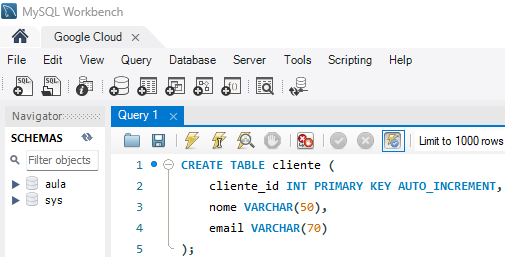 MySQL Workbench
Google Cloud
File Edit View Query Database Server Tools Scripting Help
SQL SQL
Navigator
SCHEMAS
Filter objects
aula
sys
Query 1
Limit to 1000 rows
1 CREATE TABLE cliente (
2 cliente_id INT PRIMARY KEY AUTO_INCREMENT,
3 nome VARCHAR(50),
4 email VARCHAR(70)
5 );